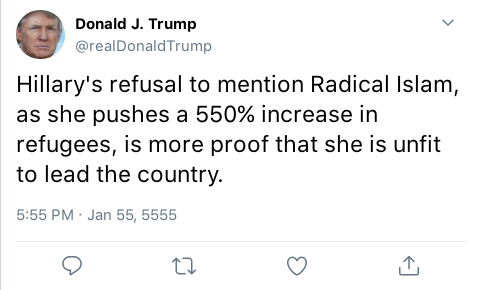 Donald J. Trump
@realDonaldTrump
Hillary's refusal to mention Radical Islam,
as she pushes a 550% increase in
refugees, is more proof that she is unfit
to lead the country.
5:55 PM · Jan 55, 5555